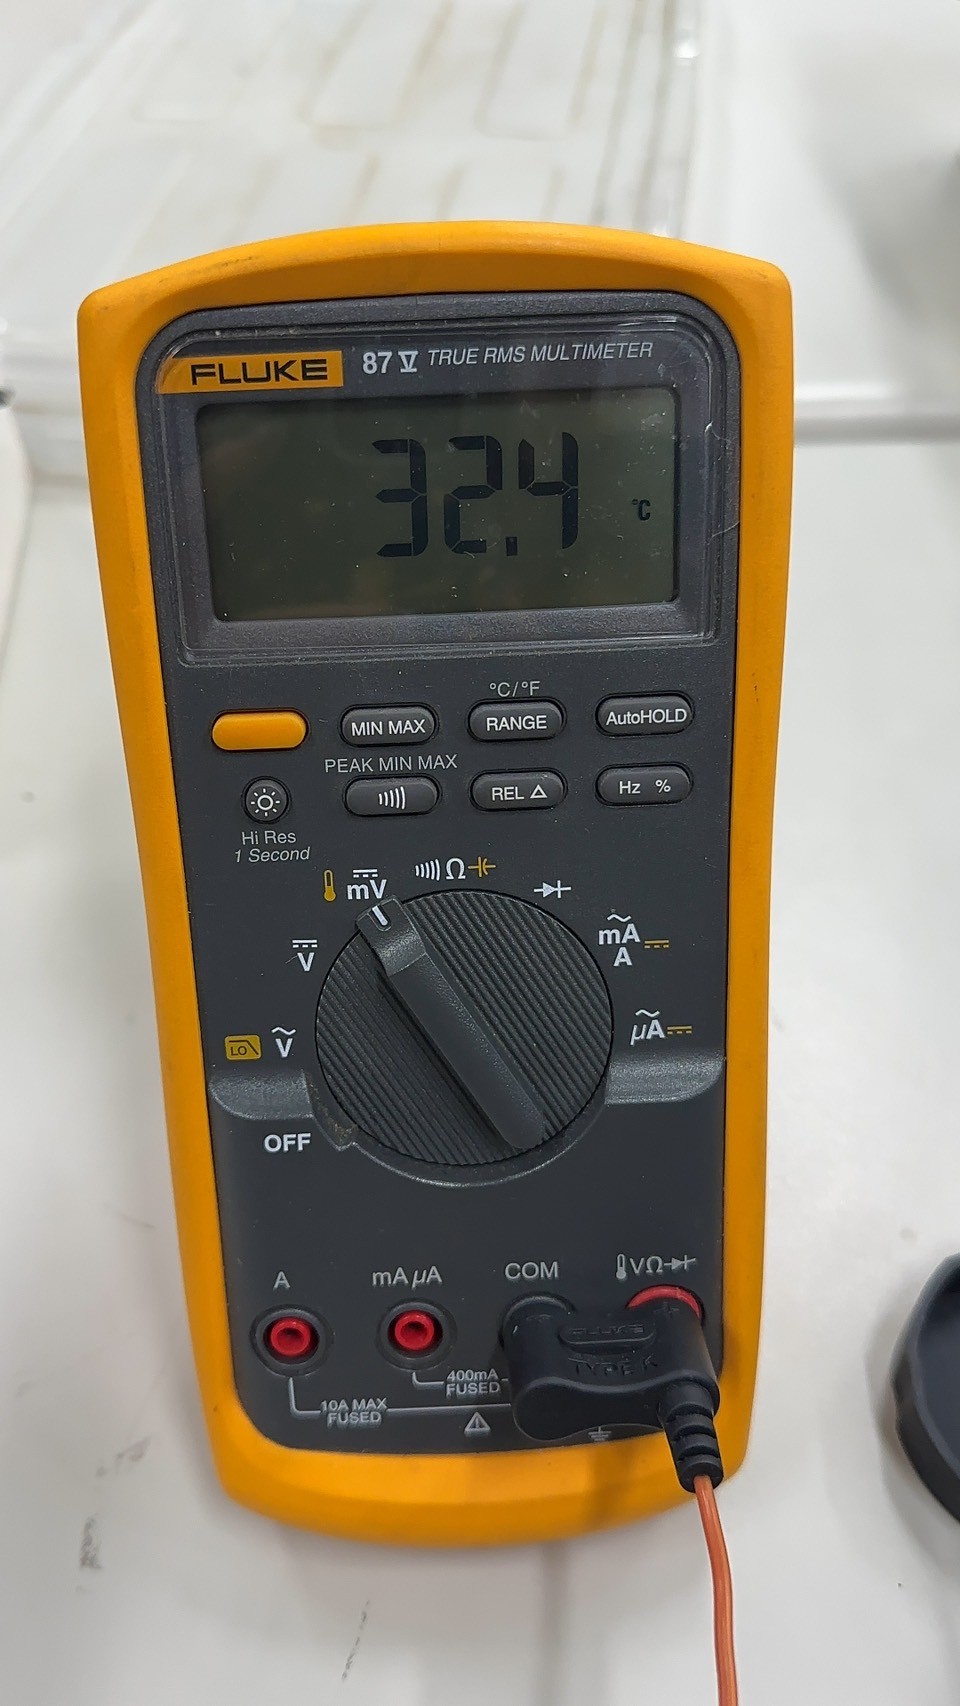 FLUKE 87 V TRUE RMS MULTIMETER
32.4 °C
°C/°F
MIN MAX RANGE AutoHOLD
PEAK MIN MAX
REL Δ Hz %
Hi Res
1 Second
mV Ω
V mA
A
LO V µA
OFF
A mA µA COM VΩ
FLUKE
TYPE K
400mA
FUSED
10A MAX
FUSED